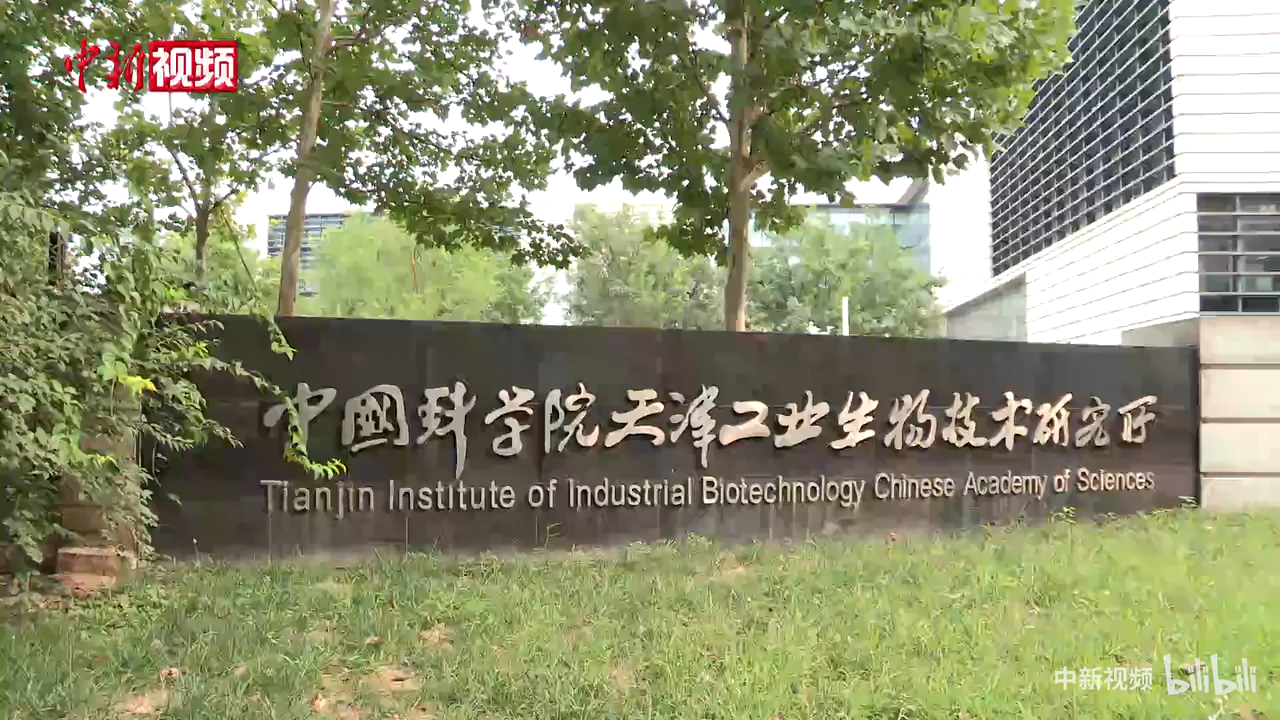 中新视频
中国科学院天津工业生物技术研究所
Tianjin Institute of Industrial Biotechnology Chinese Academy of Sciences
中新视频 bilibili